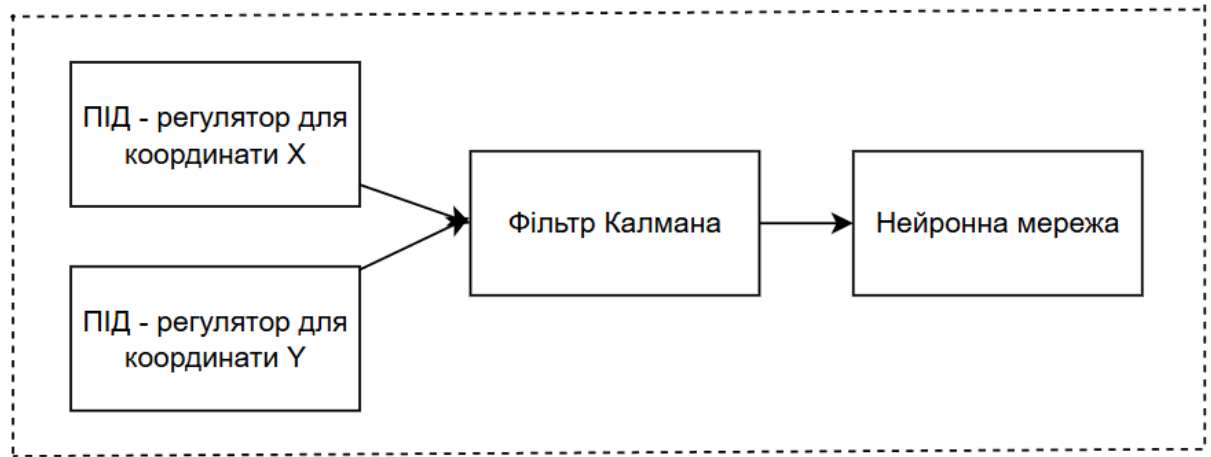 ПІД - регулятор для
координати X
ПІД - регулятор для
координати Y
Фільтр Калмана
Нейронна мережа